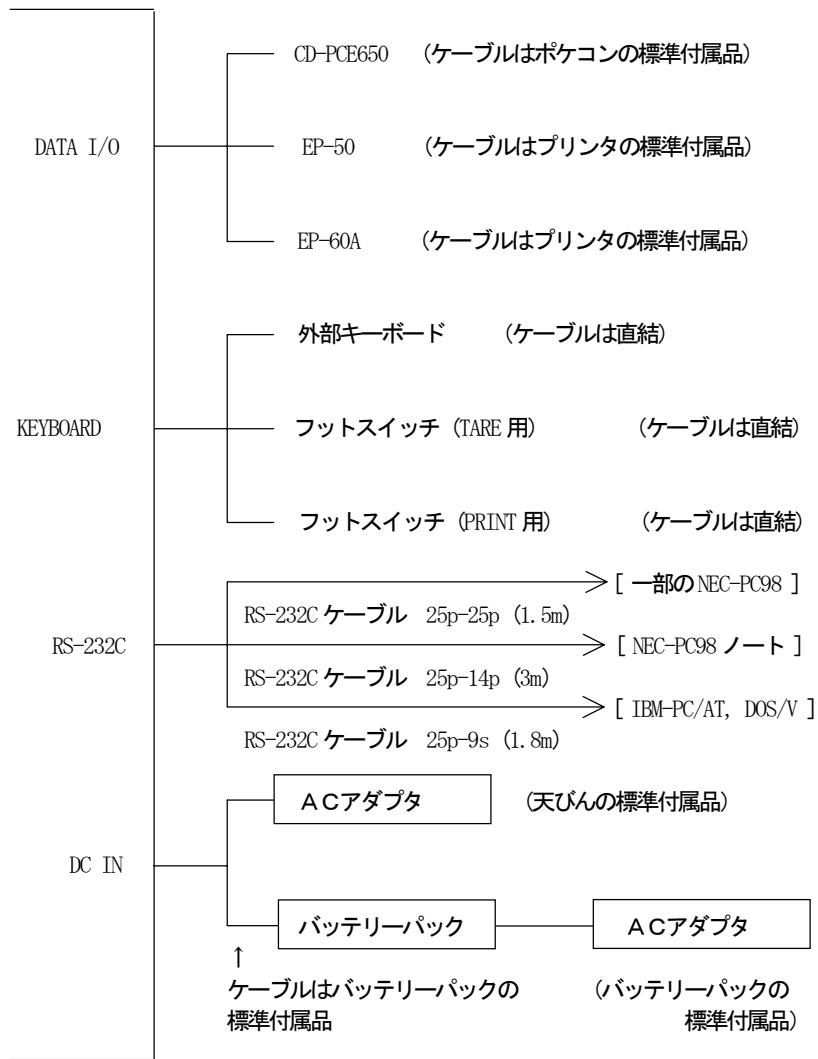 CD-PCE650 (ケーブルはポケコンの標準付属品)
DATA I/O EP-50 (ケーブルはプリンタの標準付属品)
EP-60A (ケーブルはプリンタの標準付属品)
外部キーボード (ケーブルは直結)
KEYBOARD フットスイッチ (TARE 用) (ケーブルは直結)
フットスイッチ (PRINT 用) (ケーブルは直結)
[ 一部の NEC-PC98 ]
RS-232C ケーブル 25p-25p (1.5m)
RS-232C [ NEC-PC98 ノート ]
RS-232C ケーブル 25p-14p (3m)
[ IBM-PC/AT, DOS/V ]
RS-232C ケーブル 25p-9s (1.8m)
ACアダプタ (天びんの標準付属品)
DC IN
バッテリーパック ACアダプタ
↑
ケーブルはバッテリーパックの (バッテリーパックの
標準付属品 標準付属品)